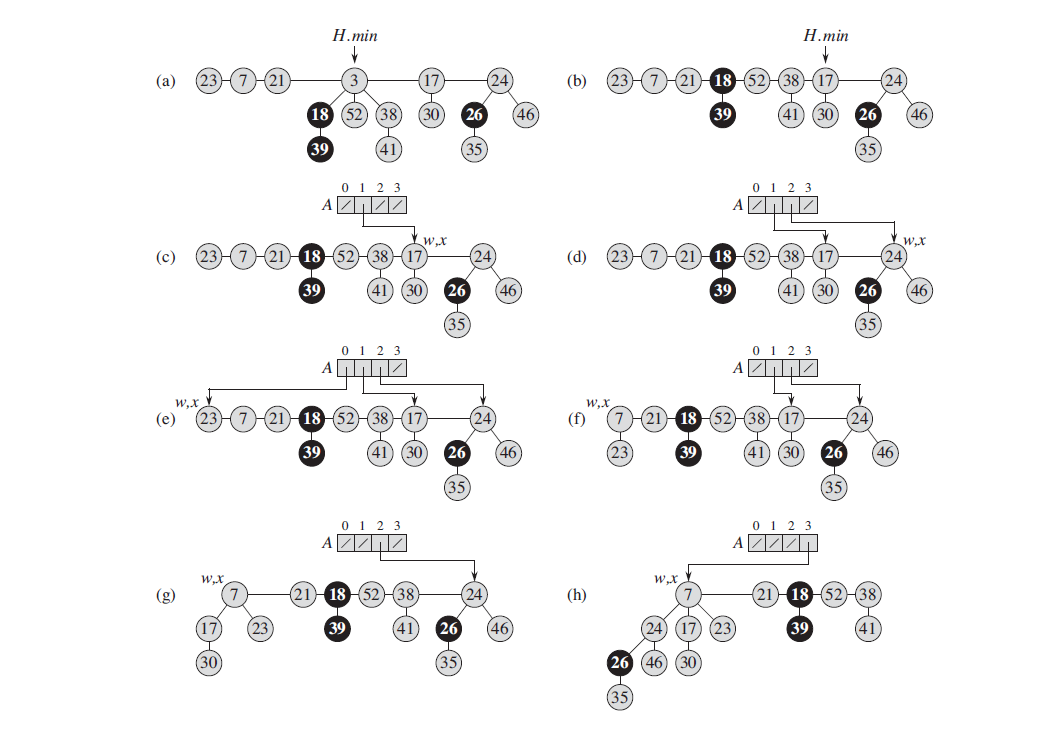 H.min H.min
(a) 23 7 21 3 17 24 (b) 23 7 21 18 52 38 17 24
18 52 38 30 26 46 39 41 30 26 46
39 41 35 35
0 1 2 3 0 1 2 3
A / / / A / /
w,x w,x
(c) 23 7 21 18 52 38 17 24 (d) 23 7 21 18 52 38 17 24
39 41 30 26 46 39 41 30 26 46
35 35
0 1 2 3 0 1 2 3
A / A / /
w,x w,x
(e) 23 7 21 18 52 38 17 24 (f) 7 21 18 52 38 17 24
39 41 30 26 46 23 39 41 30 26 46
35 35
0 1 2 3 0 1 2 3
A / / / A / / /
w,x w,x
(g) 7 21 18 52 38 24 (h) 7 21 18 52 38
17 23 39 41 26 46 24 17 23 39 41
30 35 26 46 30
35